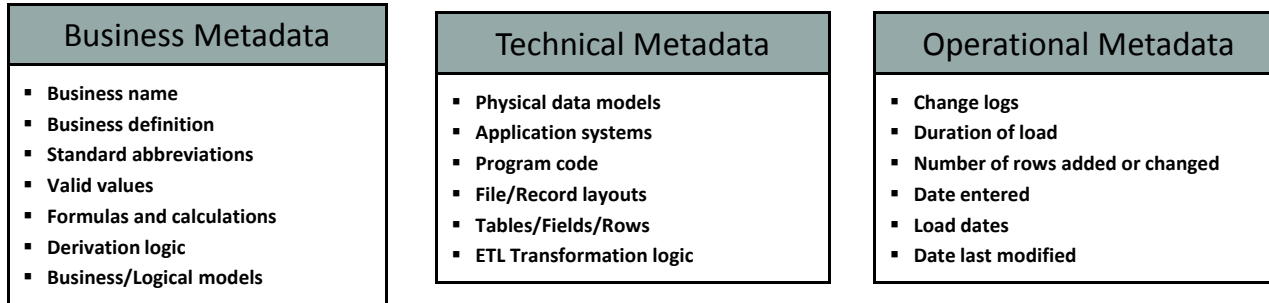 Business Metadata
▪ Business name
▪ Business definition
▪ Standard abbreviations
▪ Valid values
▪ Formulas and calculations
▪ Derivation logic
▪ Business/Logical models
Technical Metadata
▪ Physical data models
▪ Application systems
▪ Program code
▪ File/Record layouts
▪ Tables/Fields/Rows
▪ ETL Transformation logic
Operational Metadata
▪ Change logs
▪ Duration of load
▪ Number of rows added or changed
▪ Date entered
▪ Load dates
▪ Date last modified